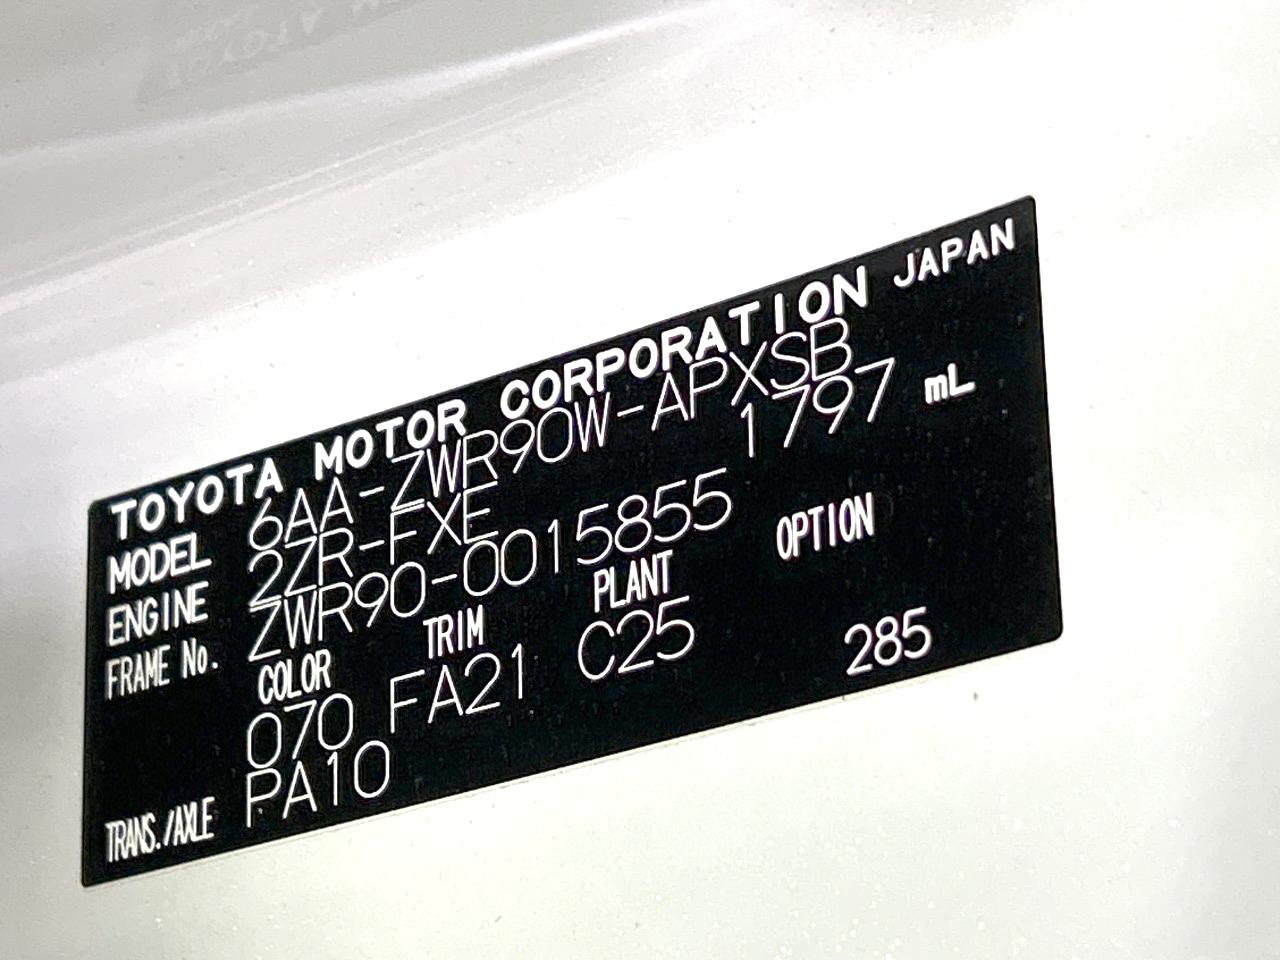 TOYOTA MOTOR CORPORATION JAPAN
MODEL 6AA-ZWR90W-APXSB
ENGINE 2ZR-FXE 1797 mL
FRAME No. ZWR90-0015855
COLOR TRIM PLANT OPTION
070 FA21 C25 285
TRANS./AXLE PA10